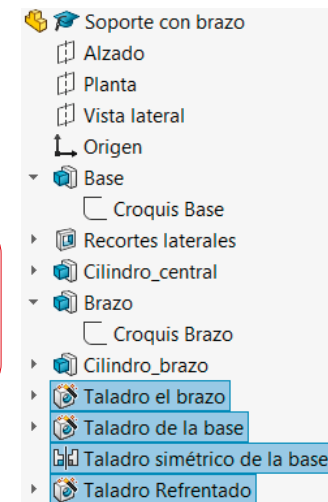 Soporte con brazo
Alzado
Planta
Vista lateral
Origen
Base
Croquis Base
Recortes laterales
Cilindro_central
Brazo
Croquis Brazo
Cilindro_brazo
Taladro el brazo
Taladro de la base
Taladro simétrico de la base
Taladro Refrentado